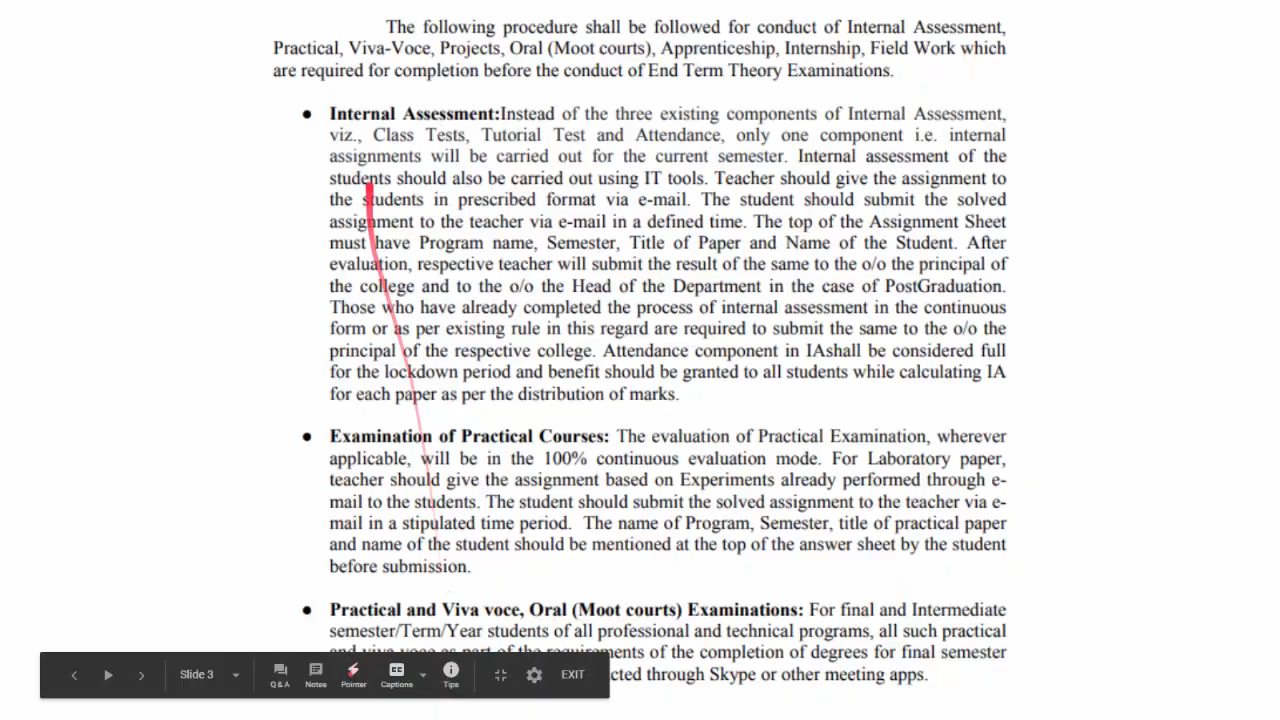 The following procedure shall be followed for conduct of Internal Assessment,
Practical, Viva-Voce, Projects, Oral (Moot courts), Apprenticeship, Internship, Field Work which
are required for completion before the conduct of End Term Theory Examinations.
● Internal Assessment:Instead of the three existing components of Internal Assessment,
viz., Class Tests, Tutorial Test and Attendance, only one component i.e. internal
assignments will be carried out for the current semester. Internal assessment of the
students should also be carried out using IT tools. Teacher should give the assignment to
the students in prescribed format via e-mail. The student should submit the solved
assignment to the teacher via e-mail in a defined time. The top of the Assignment Sheet
must have Program name, Semester, Title of Paper and Name of the Student. After
evaluation, respective teacher will submit the result of the same to the o/o the principal of
the college and to the o/o the Head of the Department in the case of PostGraduation.
Those who have already completed the process of internal assessment in the continuous
form or as per existing rule in this regard are required to submit the same to the o/o the
principal of the respective college. Attendance component in IAshall be considered full
for the lockdown period and benefit should be granted to all students while calculating IA
for each paper as per the distribution of marks.
● Examination of Practical Courses: The evaluation of Practical Examination, wherever
applicable, will be in the 100% continuous evaluation mode. For Laboratory paper,
teacher should give the assignment based on Experiments already performed through e-
mail to the students. The student should submit the solved assignment to the teacher via e-
mail in a stipulated time period. The name of Program, Semester, title of practical paper
and name of the student should be mentioned at the top of the answer sheet by the student
before submission.
● Practical and Viva voce, Oral (Moot courts) Examinations: For final and Intermediate
semester/Term/Year students of all professional and technical programs, all such practical
and viva voce as part of the requirements of the completion of degrees for final semester
cted through Skype or other meeting apps.
Slide 3
Q & A
Notes
Pointer
CC
Captions
Tips
EXIT